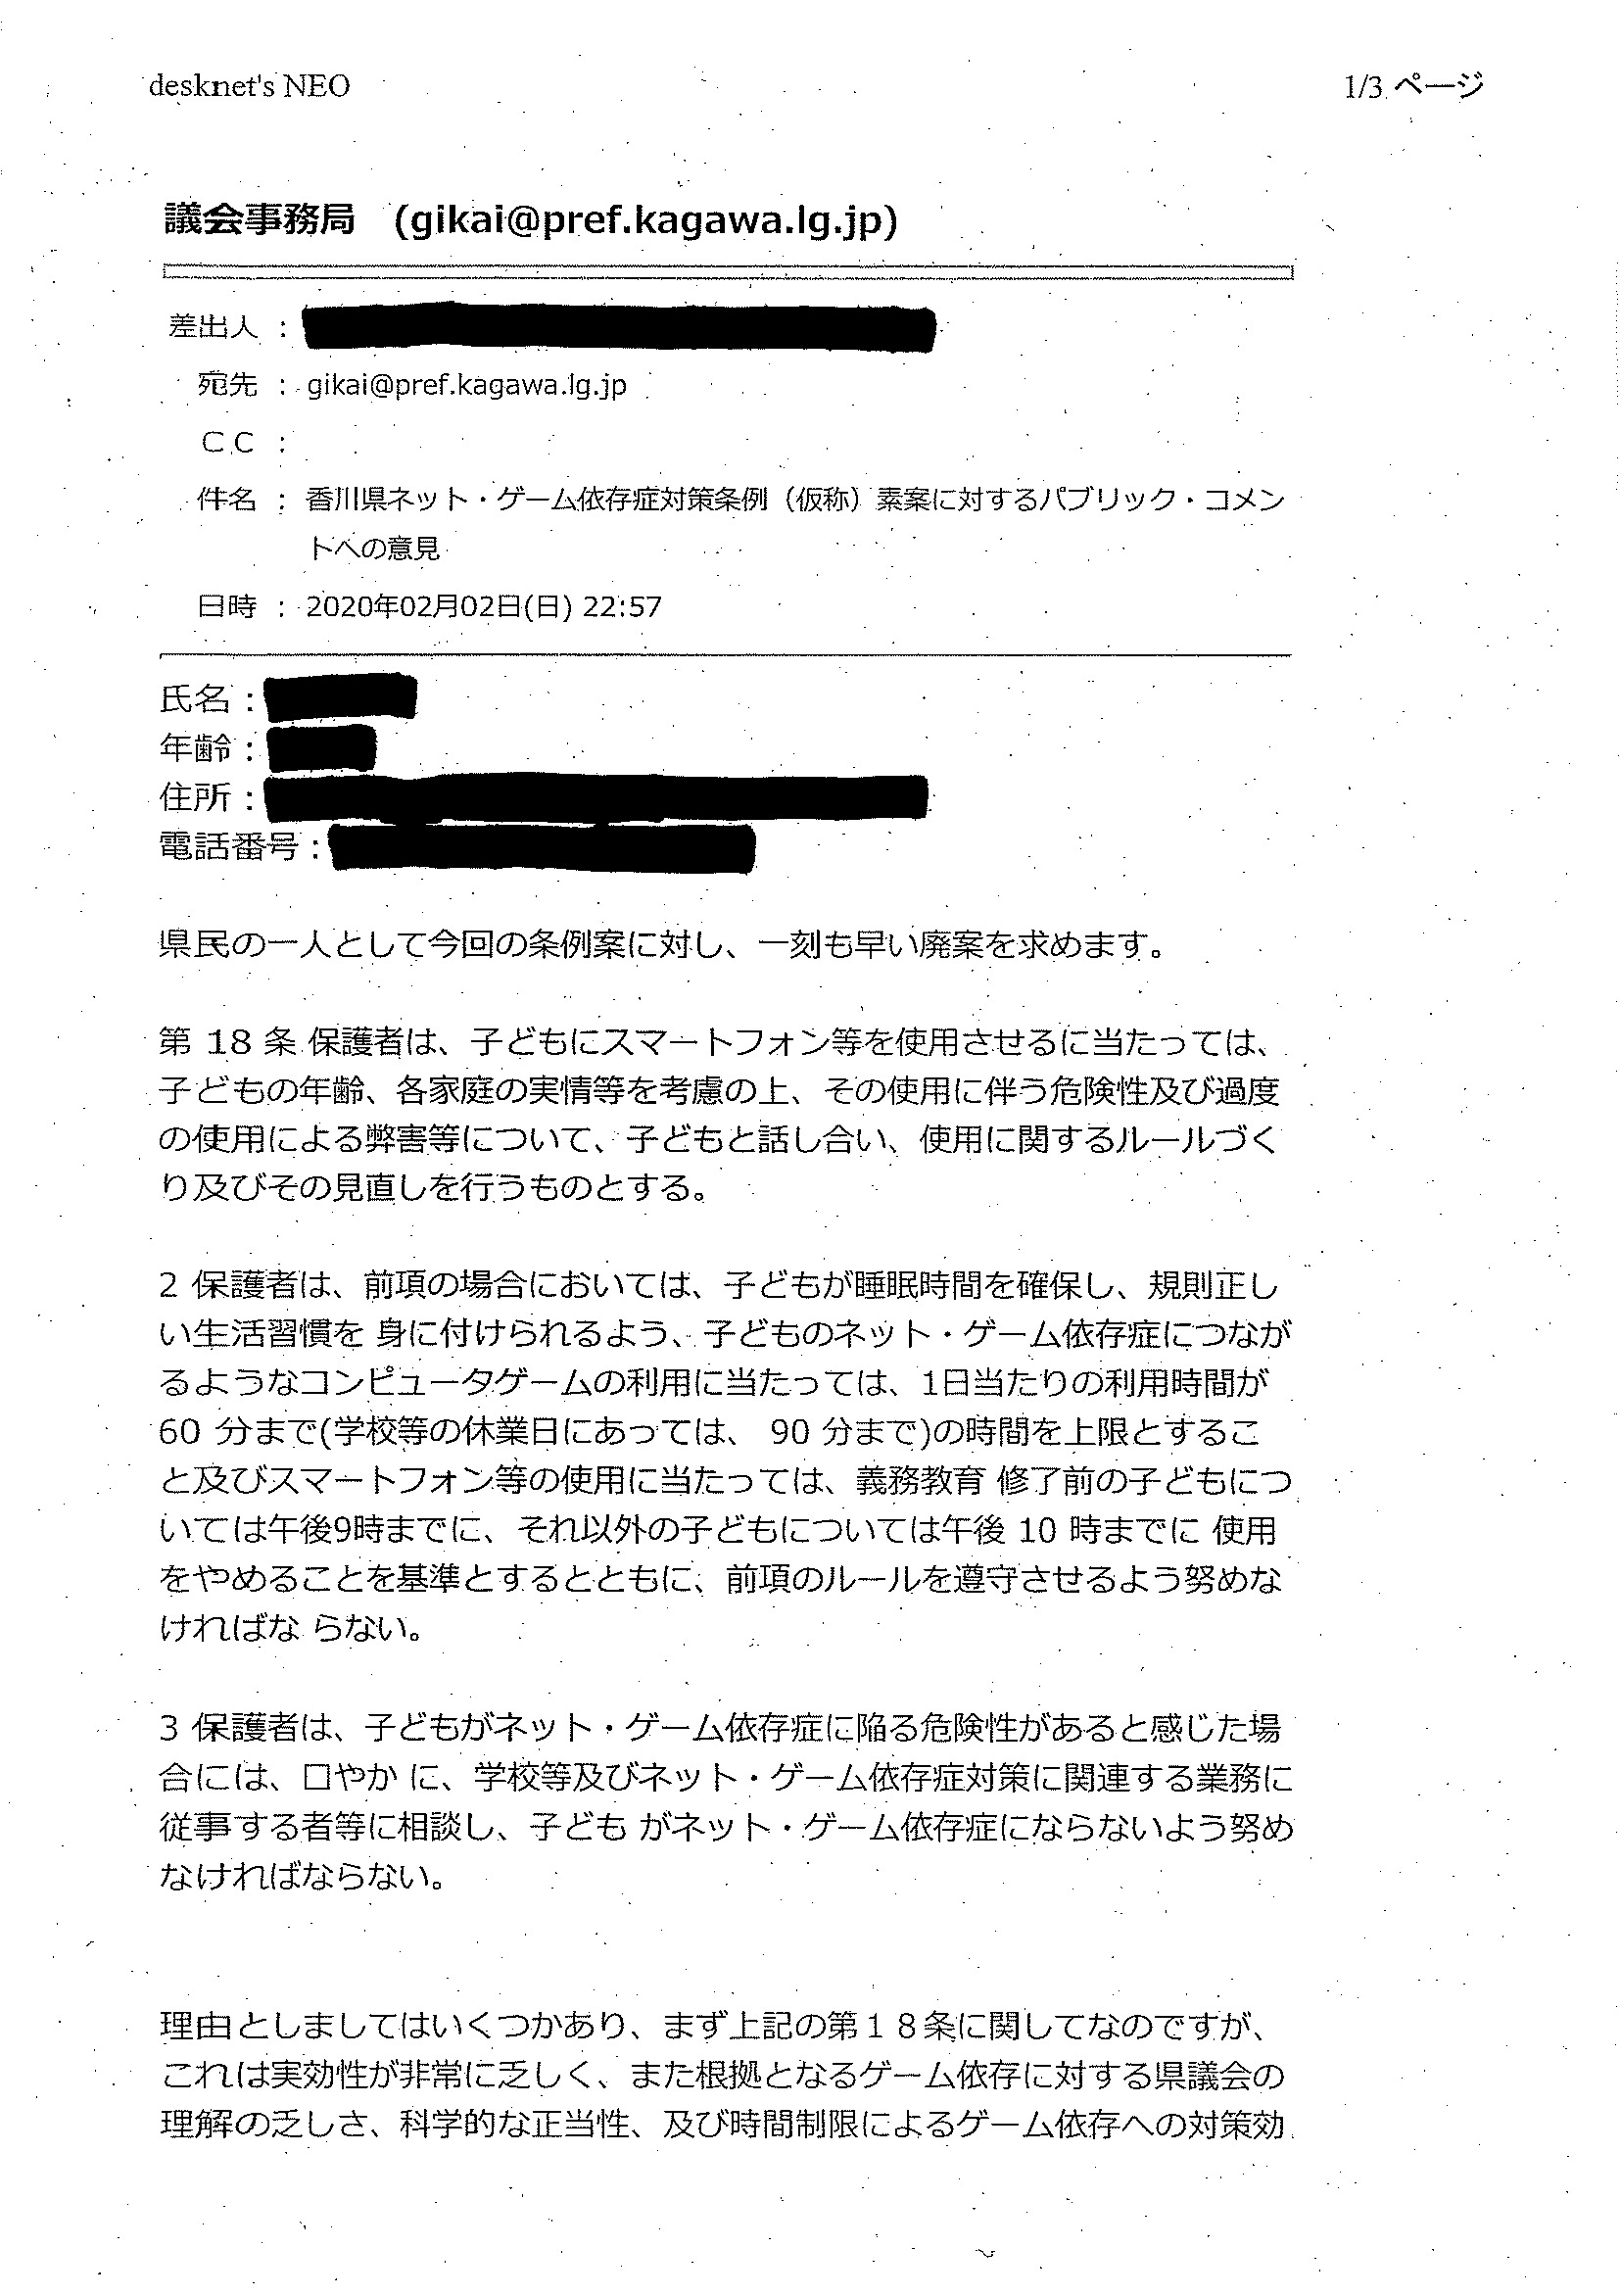 desknet's NEO
1/3 ページ
議会事務局 (gikai@pref.kagawa.lg.jp)
差出人 :
宛先 : gikai@pref.kagawa.lg.jp
CC :
件名 : 香川県ネット・ゲーム依存症対策条例（仮称）素案に対するパブリック・コメン
トへの意見
日時 : 2020年02月02日(日) 22:57
氏名：
年齢：
住所：
電話番号：
県民の一人として今回の条例案に対し、一刻も早い廃案を求めます。
第 18 条 保護者は、子どもにスマートフォン等を使用させるに当たっては、
子どもの年齢、各家庭の実情等を考慮の上、その使用に伴う危険性及び過度
の使用による弊害等について、子どもと話し合い、使用に関するルールづく
り及びその見直しを行うものとする。
2 保護者は、前項の場合においては、子どもが睡眠時間を確保し、規則正し
い生活習慣を 身に付けられるよう、子どものネット・ゲーム依存症につなが
るようなコンピュータゲームの利用に当たっては、1日当たりの利用時間が
60 分まで(学校等の休業日にあっては、 90 分まで)の時間を上限とするこ
と及びスマートフォン等の使用に当たっては、義務教育 修了前の子どもにつ
いては午後9時までに、それ以外の子どもについては午後 10 時までに 使用
をやめることを基準とするとともに、前項のルールを遵守させるよう努めな
ければな らない。
3 保護者は、子どもがネット・ゲーム依存症に陥る危険性があると感じた場
合には、口やか に、学校等及びネット・ゲーム依存症対策に関連する業務に
従事する者等に相談し、子ども がネット・ゲーム依存症にならないよう努め
なければならない。
理由としましてはいくつかあり、まず上記の第１８条に関してなのですが、
これは実効性が非常に乏しく、また根拠となるゲーム依存に対する県議会の
理解の乏しさ、科学的な正当性、及び時間制限によるゲーム依存への対策効